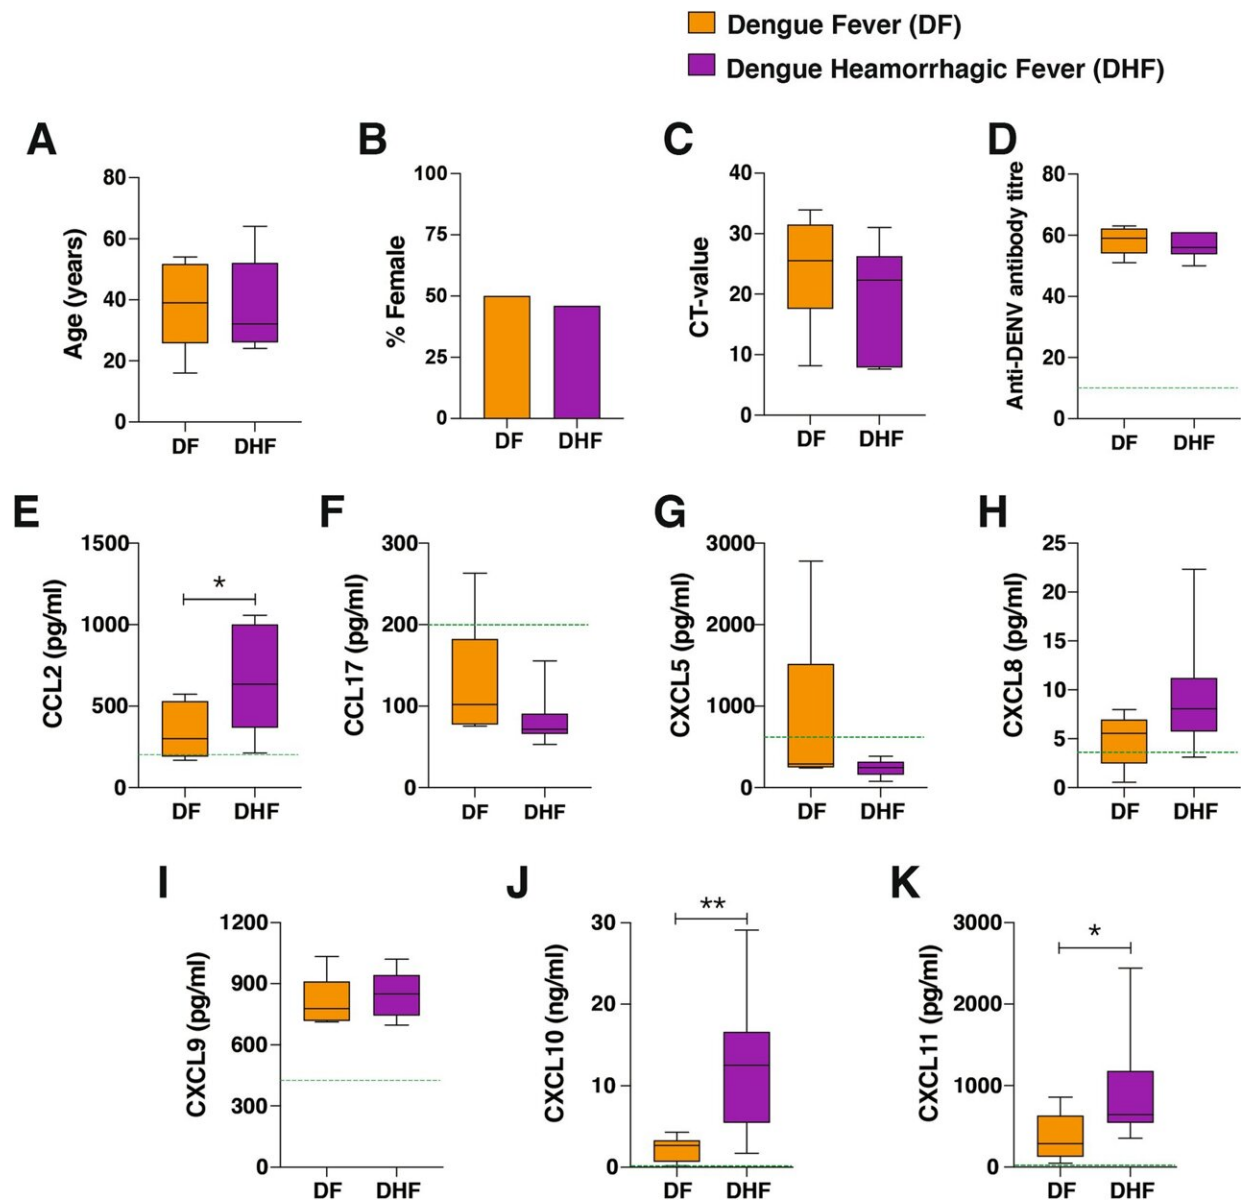 Dengue Fever (DF)
Dengue Heamorrhagic Fever (DHF)
A
Age (years)
80
60
40
20
0
DF DHF
B
% Female
100
75
50
25
0
DF DHF
C
CT-value
40
30
20
10
0
DF DHF
D
Anti-DENV antibody titre
80
60
40
20
0
DF DHF
E
CCL2 (pg/ml)
1500
1000
500
0
*
DF DHF
F
CCL17 (pg/ml)
300
200
100
0
DF DHF
G
CXCL5 (pg/ml)
3000
2000
1000
0
DF DHF
H
CXCL8 (pg/ml)
25
20
15
10
5
0
DF DHF
I
CXCL9 (pg/ml)
1200
900
600
300
0
DF DHF
J
CXCL10 (ng/ml)
30
20
10
0
**
DF DHF
K
CXCL11 (pg/ml)
3000
2000
1000
0
*
DF DHF